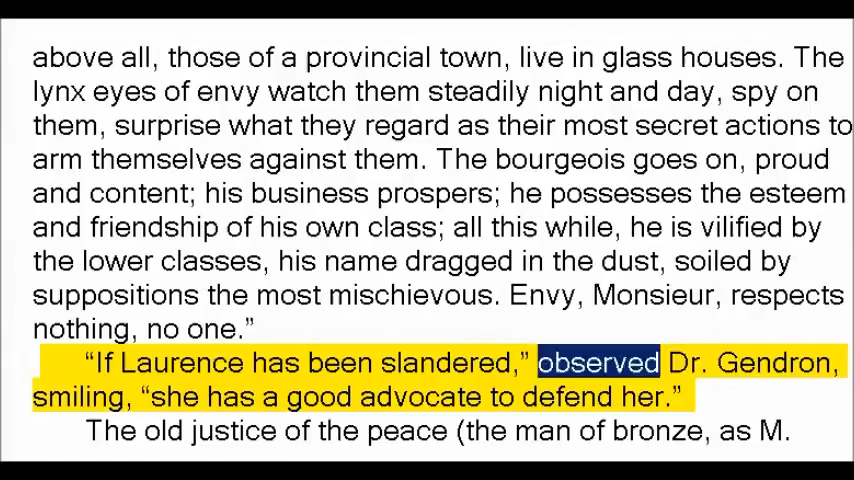 above all, those of a provincial town, live in glass houses. The
lynx eyes of envy watch them steadily night and day, spy on
them, surprise what they regard as their most secret actions to
arm themselves against them. The bourgeois goes on, proud
and content; his business prospers; he possesses the esteem
and friendship of his own class; all this while, he is vilified by
the lower classes, his name dragged in the dust, soiled by
suppositions the most mischievous. Envy, Monsieur, respects
nothing, no one.”
“If Laurence has been slandered,” observed Dr. Gendron,
smiling, “she has a good advocate to defend her.”
The old justice of the peace (the man of bronze, as M.